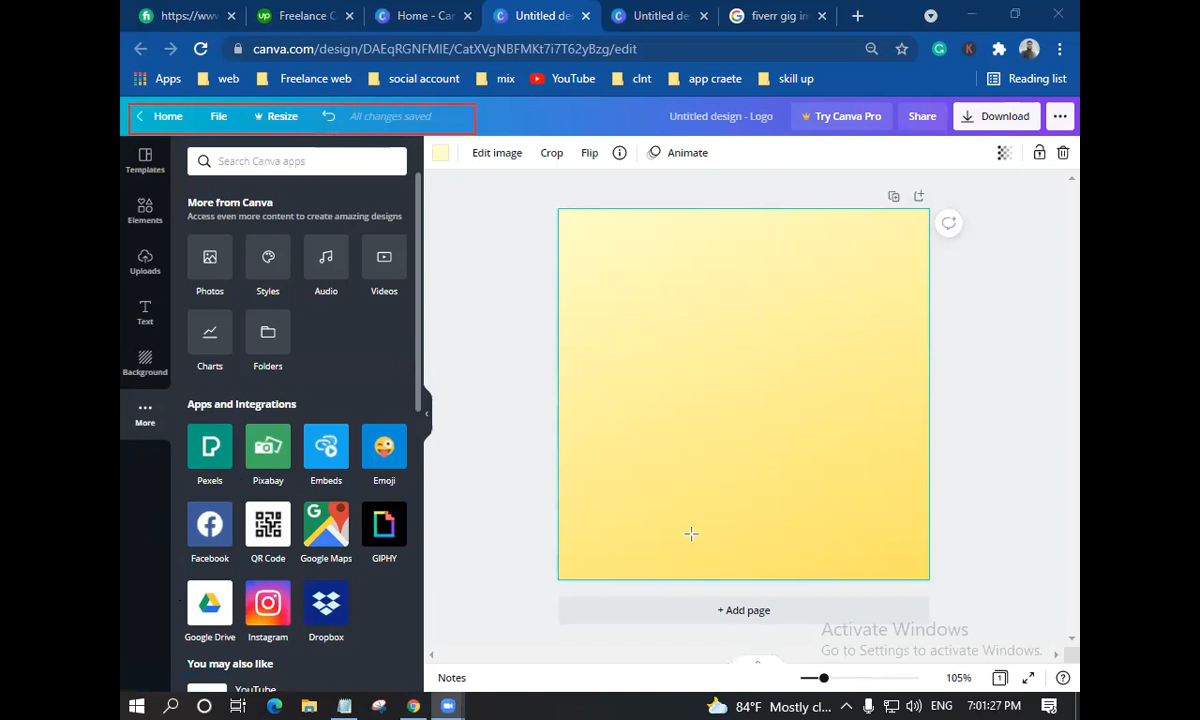 https://www
Freelance C
Home - Can
Untitled de
Untitled de
fiverr gig in
canva.com/design/DAEqRGNFMlE/CatXVgNBFMKt7i7T62yBzg/edit
Apps
web
Freelance web
social account
mix
YouTube
clnt
app craete
skill up
Reading list
Home
File
Resize
All changes saved
Untitled design - Logo
Try Canva Pro
Share
Download
Templates
Elements
Uploads
Text
Background
More
Search Canva apps
More from Canva
Access even more content to create amazing designs
Photos
Styles
Audio
Videos
Charts
Folders
Apps and Integrations
Pexels
Pixabay
Embeds
Emoji
Facebook
QR Code
Google Maps
GIPHY
Google Drive
Instagram
Dropbox
You may also like
YouTube
Edit image
Crop
Flip
Animate
+ Add page
Activate Windows
Go to Settings to activate Windows.
Notes
105%
1
84°F Mostly cl...
ENG
7:01:27 PM